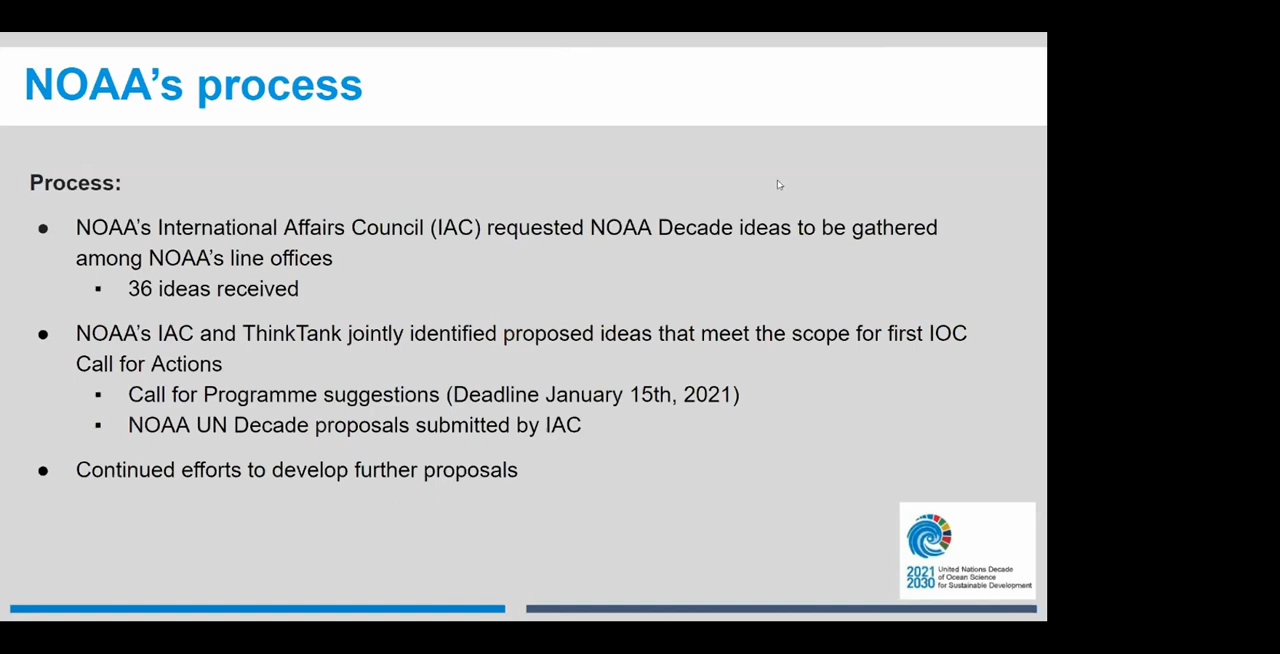 NOAA's process
Process:
● NOAA's International Affairs Council (IAC) requested NOAA Decade ideas to be gathered
among NOAA's line offices
▪ 36 ideas received
● NOAA's IAC and ThinkTank jointly identified proposed ideas that meet the scope for first IOC
Call for Actions
▪ Call for Programme suggestions (Deadline January 15th, 2021)
▪ NOAA UN Decade proposals submitted by IAC
● Continued efforts to develop further proposals
2021
2030
United Nations Decade
of Ocean Science
for Sustainable Development